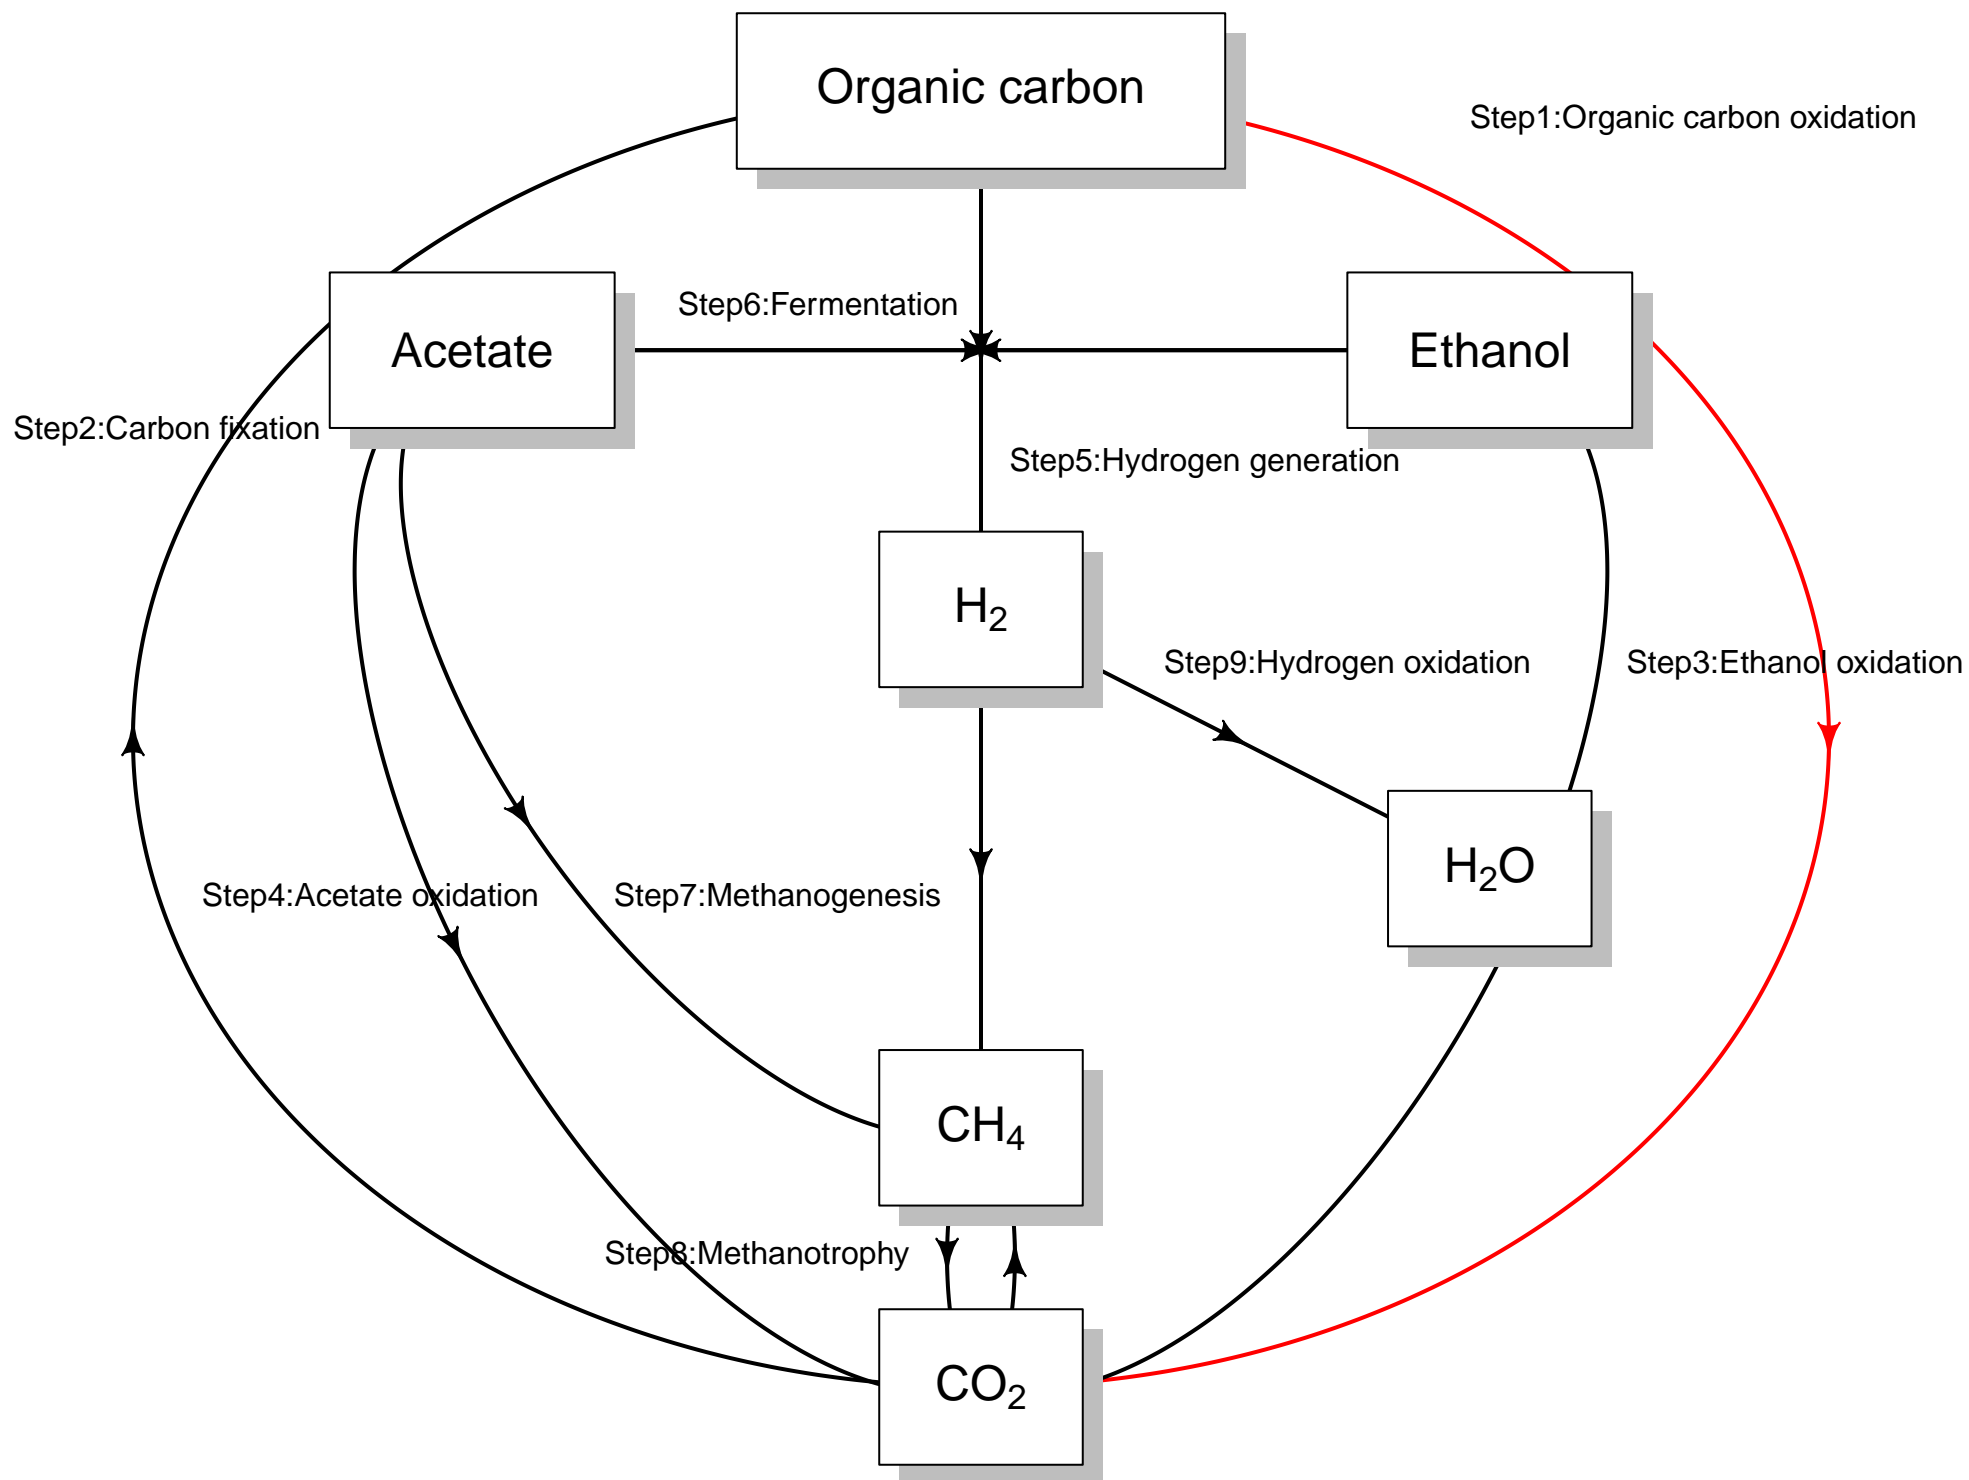 Organic carbon
Step1:Organic carbon oxidation
Step6:Fermentation
Acetate
Ethanol
Step2:Carbon fixation
Step5:Hydrogen generation
H₂
Step9:Hydrogen oxidation
Step3:Ethanol oxidation
H₂O
Step4:Acetate oxidation
Step7:Methanogenesis
CH₄
Step8:Methanotrophy
CO₂